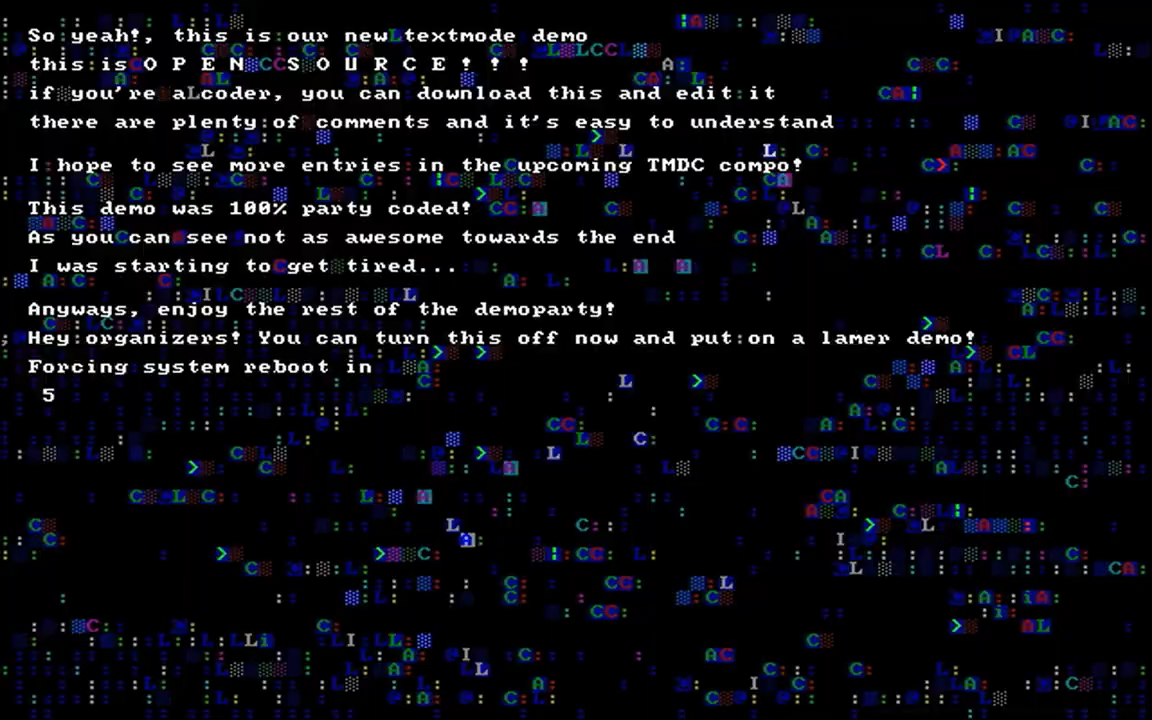 So yeah!, this is our new textmode demo
this is O P E N  S O U R C E ! ! !
if you're a coder, you can download this and edit it
there are plenty of comments and it's easy to understand
I hope to see more entries in the upcoming TMDC compo!
This demo was 100% party coded!
As you can see not as awesome towards the end
I was starting to get tired...
Anyways, enjoy the rest of the demoparty!
Hey organizers! You can turn this off now and put on a lamer demo!
Forcing system reboot in
5